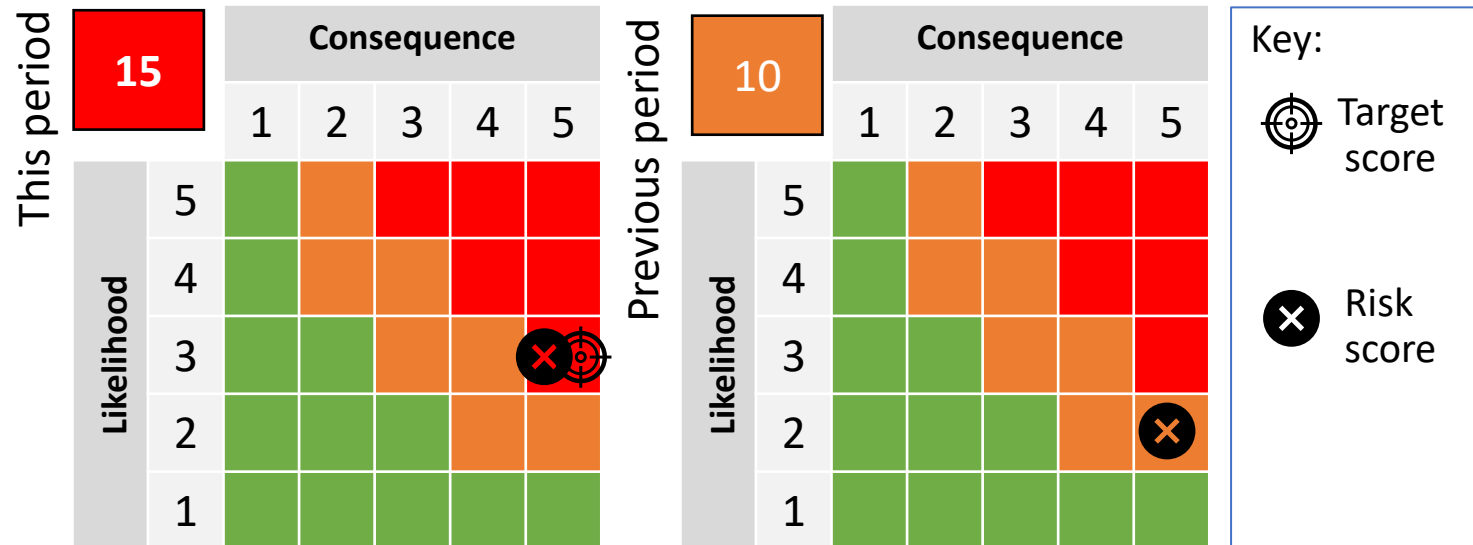 This period
15
Consequence
1 2 3 4 5
Likelihood
5
4
3
2
1
Previous period
10
Consequence
1 2 3 4 5
Likelihood
5
4
3
2
1
Key:
Target
score
Risk
score